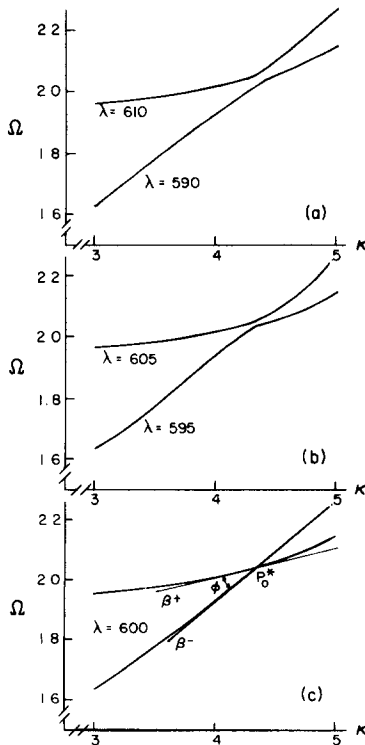 2 2
2 0
Ω
λ = 610
1 8
λ = 590
1 6
(a)
3
4
5
κ
2.2
2.0
Ω
λ = 605
1.8
λ = 595
1 6
(b)
3
4
5
κ
2.2
2.0
Ω
φ
P₀*
β⁺
λ = 600
1.8
β⁻
1 6
(c)
3
4
5
κ